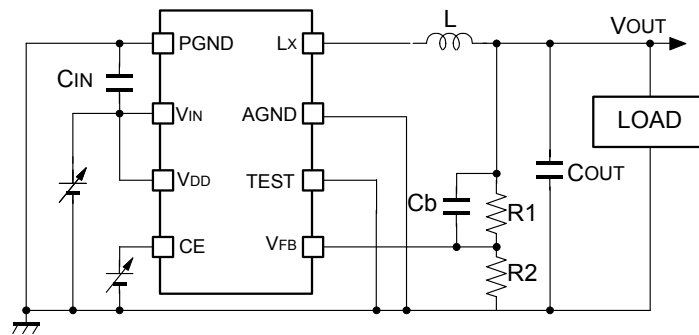 L
VOUT
PGND
LX
CIN
VIN
AGND
LOAD
VDD
TEST
COUT
Cb
R1
CE
VFB
R2